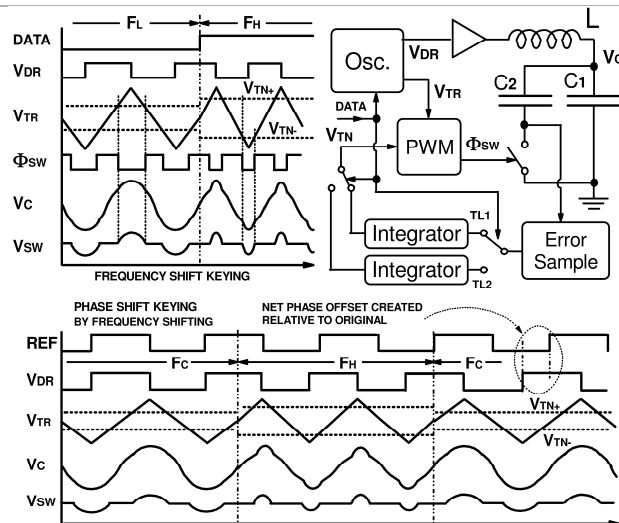 FL
FH
DATA
VDR
VTR
VTN+
VTN-
ΦSW
VC
VSW
FREQUENCY SHIFT KEYING
Osc.
VDR
L
C2
C1
DATA
VTR
VTN
PWM
ΦSW
Integrator
TL1
Integrator
TL2
Error
Sample
PHASE SHIFT KEYING
BY FREQUENCY SHIFTING
NET PHASE OFFSET CREATED
RELATIVE TO ORIGINAL
REF
FC
FH
FC
VDR
VTR
VTN+
VTN-
VC
VSW